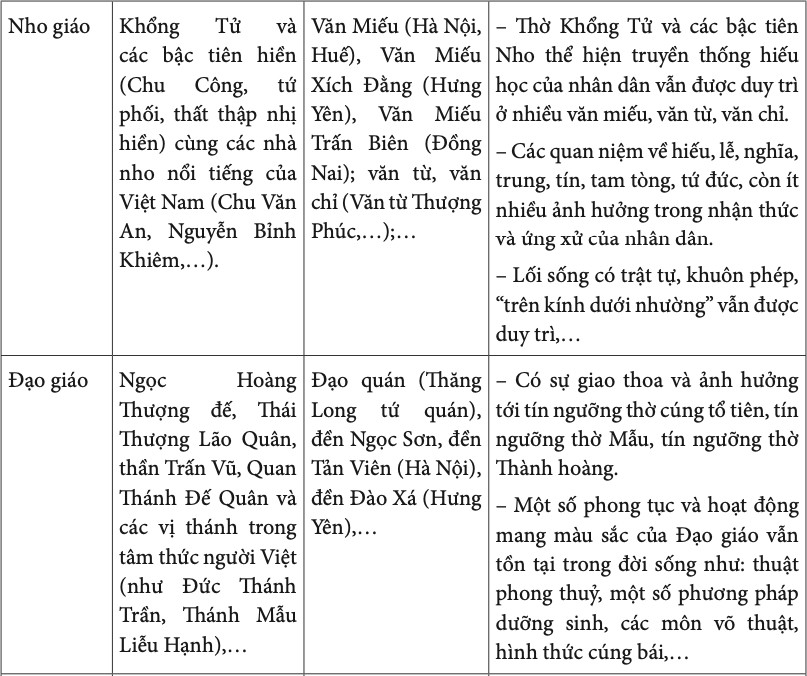 Nho giáo
Khổng Tử và
các bậc tiên hiền
(Chu Công, tứ
phối, thất thập nhị
hiền) cùng các nhà
nho nổi tiếng của
Việt Nam (Chu Văn
An, Nguyễn Bỉnh
Khiêm,…).
Văn Miếu (Hà Nội,
Huế), Văn Miếu
Xích Đằng (Hưng
Yên), Văn Miếu
Trấn Biên (Đồng
Nai); văn từ, văn
chỉ (Văn từ Thượng
Phúc,…);…
– Thờ Khổng Tử và các bậc tiên
Nho thể hiện truyền thống hiếu
học của nhân dân vẫn được duy trì
ở nhiều văn miếu, văn từ, văn chỉ.
– Các quan niệm về hiếu, lễ, nghĩa,
trung, tín, tam tòng, tứ đức, còn ít
nhiều ảnh hưởng trong nhận thức
và ứng xử của nhân dân.
– Lối sống có trật tự, khuôn phép,
“trên kính dưới nhường” vẫn được
duy trì,…
Đạo giáo
Ngọc Hoàng
Thượng đế, Thái
Thượng Lão Quân,
thần Trấn Vũ, Quan
Thánh Đế Quân và
các vị thánh trong
tâm thức người Việt
(như Đức Thánh
Trần, Thánh Mẫu
Liễu Hạnh),…
Đạo quán (Thăng
Long tứ quán),
đền Ngọc Sơn, đền
Tản Viên (Hà Nội),
đền Đào Xá (Hưng
Yên),…
– Có sự giao thoa và ảnh hưởng
tới tín ngưỡng thờ cúng tổ tiên, tín
ngưỡng thờ Mẫu, tín ngưỡng thờ
Thành hoàng.
– Một số phong tục và hoạt động
mang màu sắc của Đạo giáo vẫn
tồn tại trong đời sống như: thuật
phong thuỷ, một số phương pháp
dưỡng sinh, các môn võ thuật,
hình thức cúng bái,…